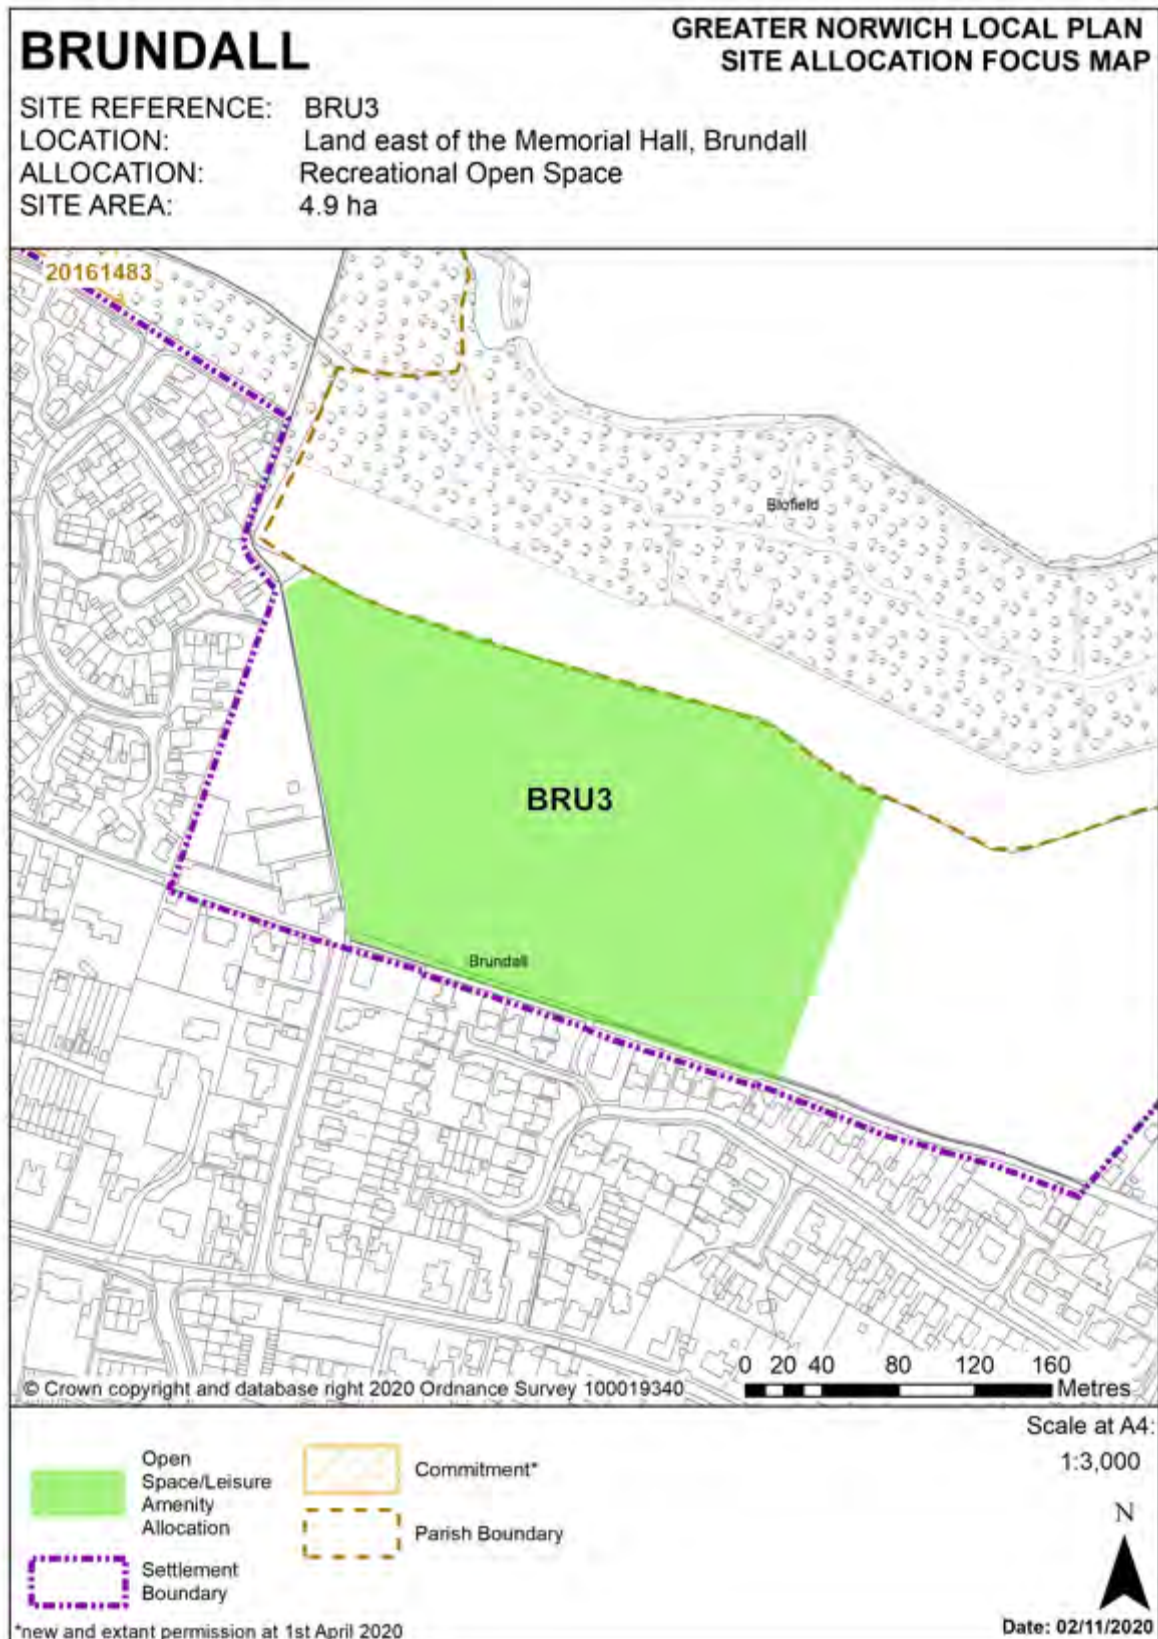 BRUNDALL
GREATER NORWICH LOCAL PLAN
SITE ALLOCATION FOCUS MAP
SITE REFERENCE: BRU3
LOCATION: Land east of the Memorial Hall, Brundall
ALLOCATION: Recreational Open Space
SITE AREA: 4.9 ha
20161483
Blofield
BRU3
Brundall
0 20 40 80 120 160
Metres
© Crown copyright and database right 2020 Ordnance Survey 100019340
Open
Space/Leisure
Amenity
Allocation
Settlement
Boundary
Commitment*
Parish Boundary
Scale at A4:
1:3,000
N
*new and extant permission at 1st April 2020
Date: 02/11/2020